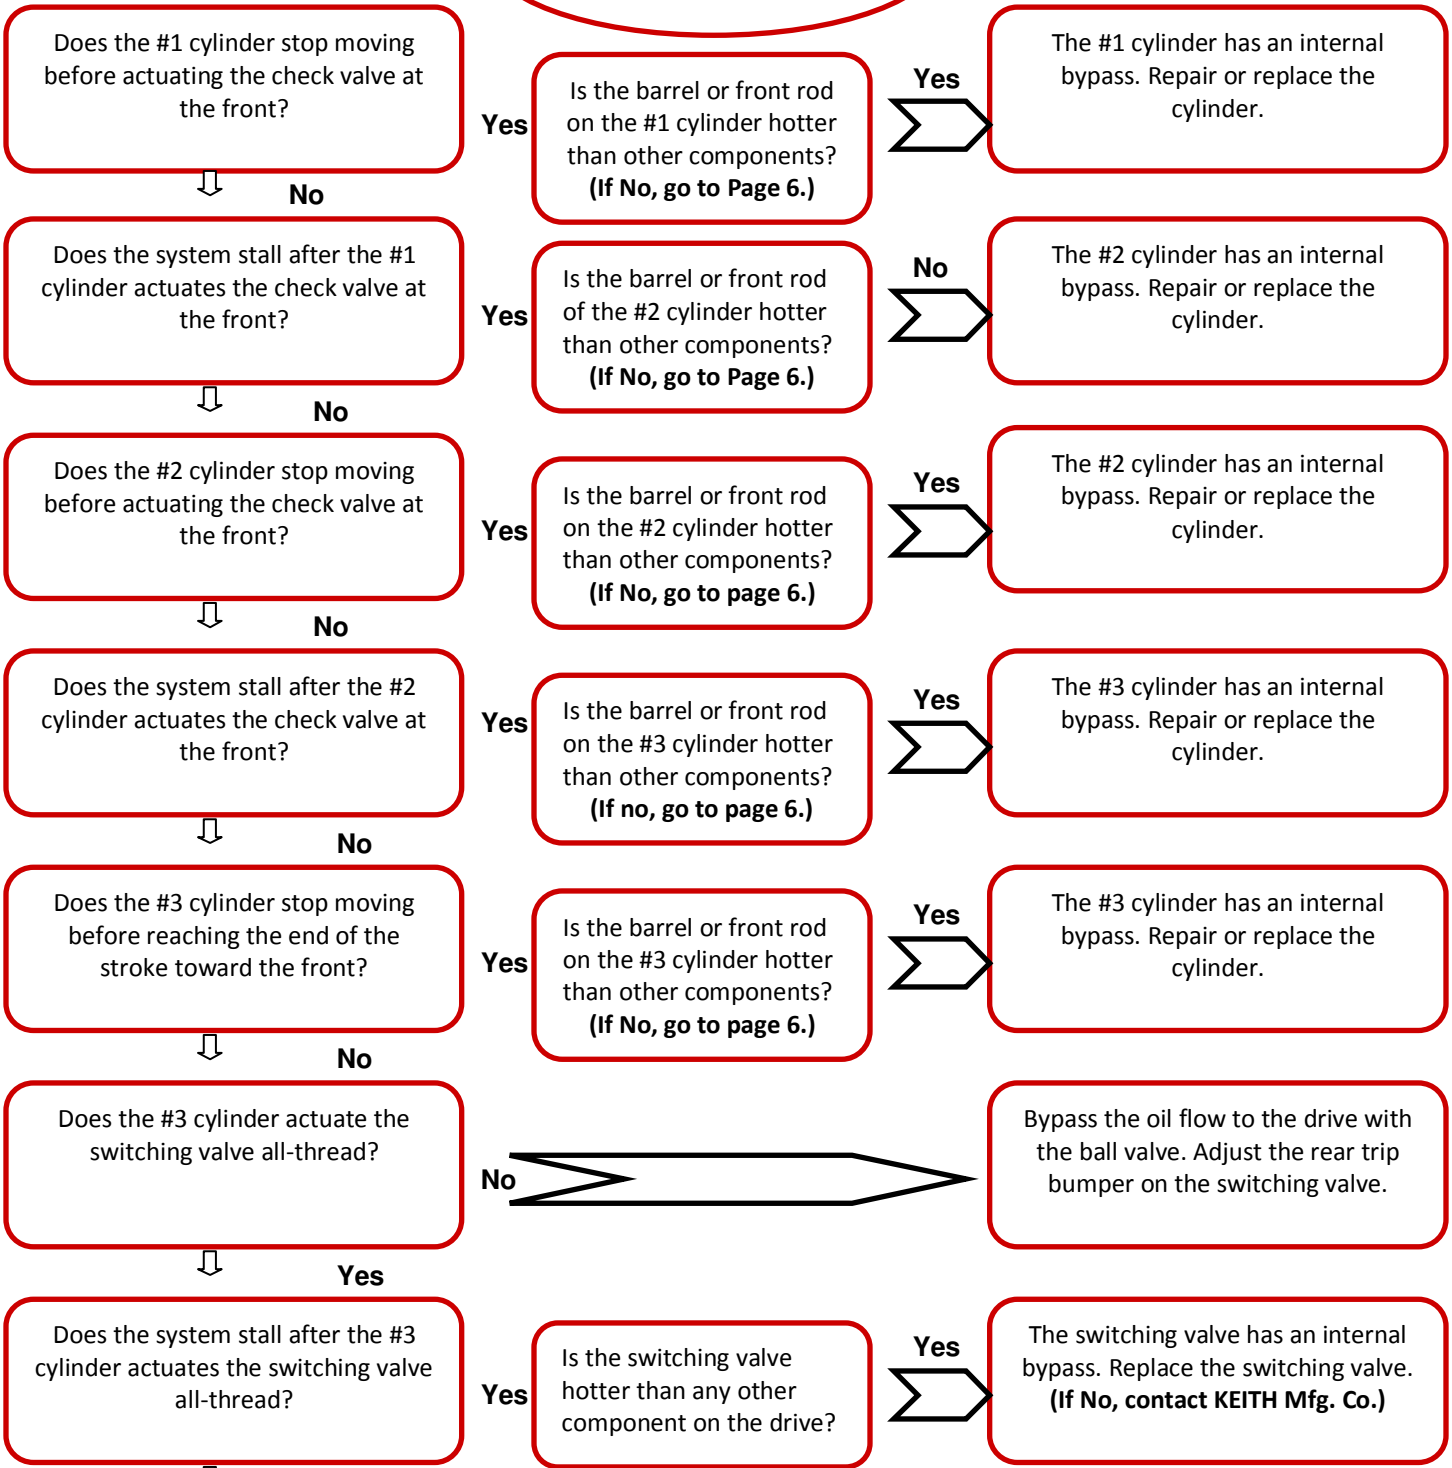 Does the #1 cylinder stop moving
before actuating the check valve at
the front?
Yes
Is the barrel or front rod
on the #1 cylinder hotter
than other components?
(If No, go to Page 6.)
Yes
The #1 cylinder has an internal
bypass. Repair or replace the
cylinder.
No
Does the system stall after the #1
cylinder actuates the check valve at
the front?
Yes
Is the barrel or front rod
of the #2 cylinder hotter
than other components?
(If No, go to Page 6.)
No
The #2 cylinder has an internal
bypass. Repair or replace the
cylinder.
No
Does the #2 cylinder stop moving
before actuating the check valve at
the front?
Yes
Is the barrel or front rod
on the #2 cylinder hotter
than other components?
(If No, go to page 6.)
Yes
The #2 cylinder has an internal
bypass. Repair or replace the
cylinder.
No
Does the system stall after the #2
cylinder actuates the check valve at
the front?
Yes
Is the barrel or front rod
on the #3 cylinder hotter
than other components?
(If no, go to page 6.)
Yes
The #3 cylinder has an internal
bypass. Repair or replace the
cylinder.
No
Does the #3 cylinder stop moving
before reaching the end of the
stroke toward the front?
Yes
Is the barrel or front rod
on the #3 cylinder hotter
than other components?
(If No, go to page 6.)
Yes
The #3 cylinder has an internal
bypass. Repair or replace the
cylinder.
No
Does the #3 cylinder actuate the
switching valve all-thread?
No
Bypass the oil flow to the drive with
the ball valve. Adjust the rear trip
bumper on the switching valve.
Yes
Does the system stall after the #3
cylinder actuates the switching valve
all-thread?
Yes
Is the switching valve
hotter than any other
component on the drive?
Yes
The switching valve has an internal
bypass. Replace the switching valve.
(If No, contact KEITH Mfg. Co.)